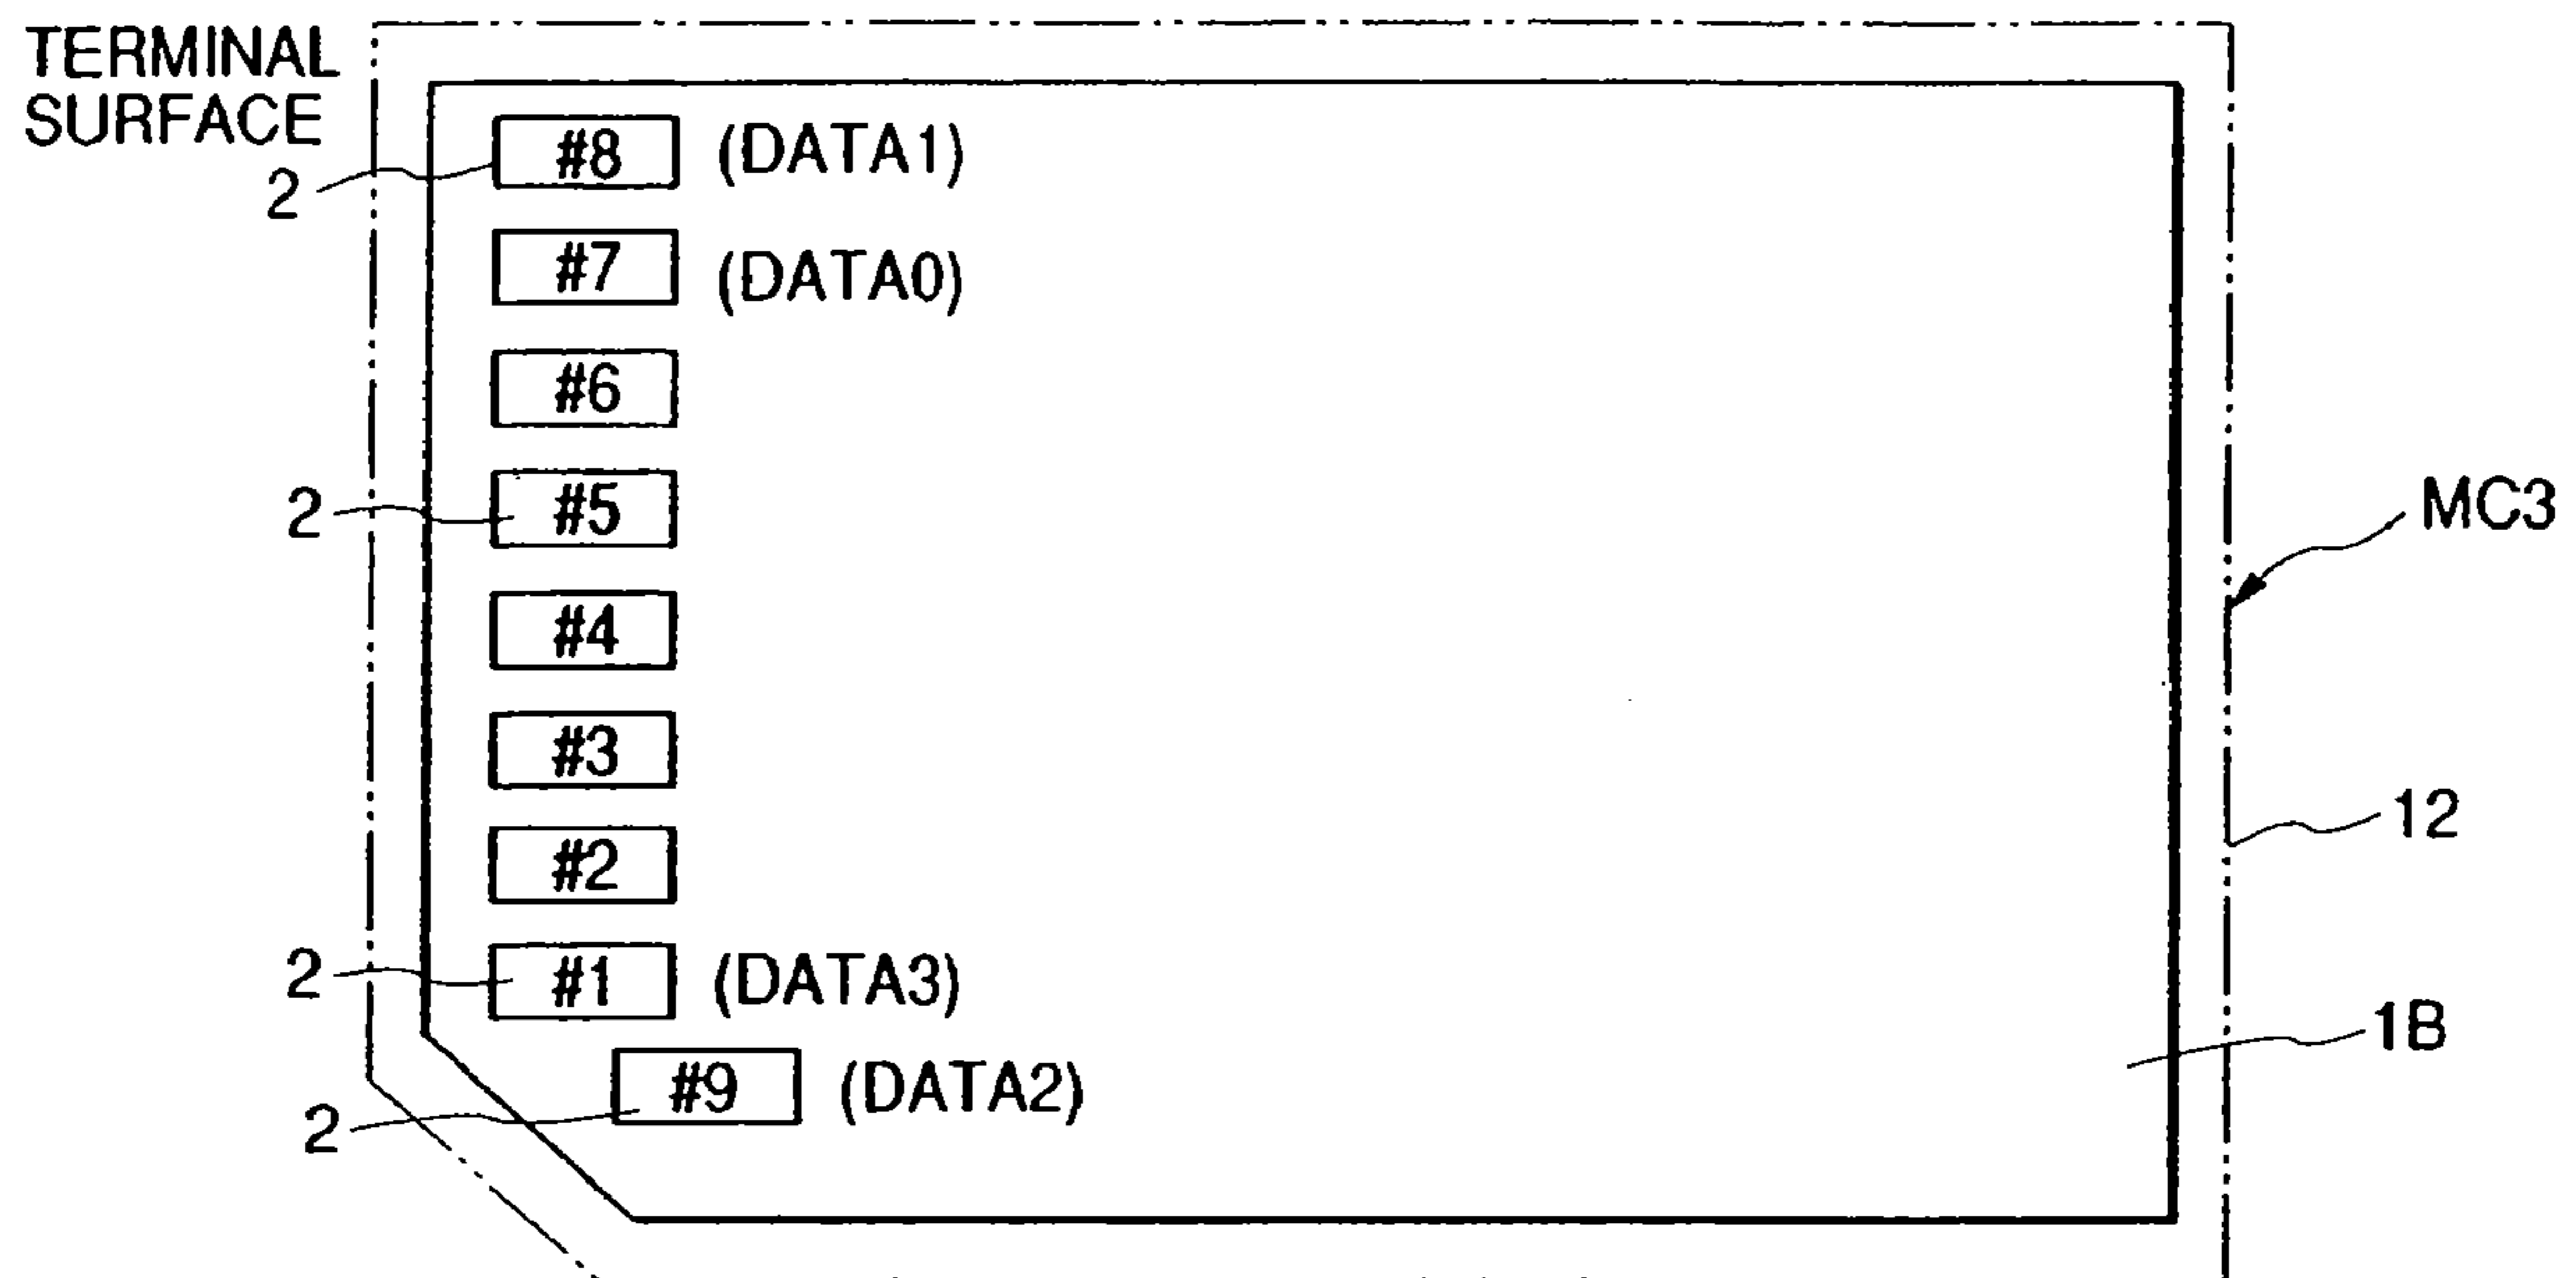 TERMINAL
SURFACE
2
#8 (DATA1)
#7 (DATA0)
#6
2
#5
MC3
#4
#3
12
#2
2
#1 (DATA3)
1B
#9 (DATA2)
2